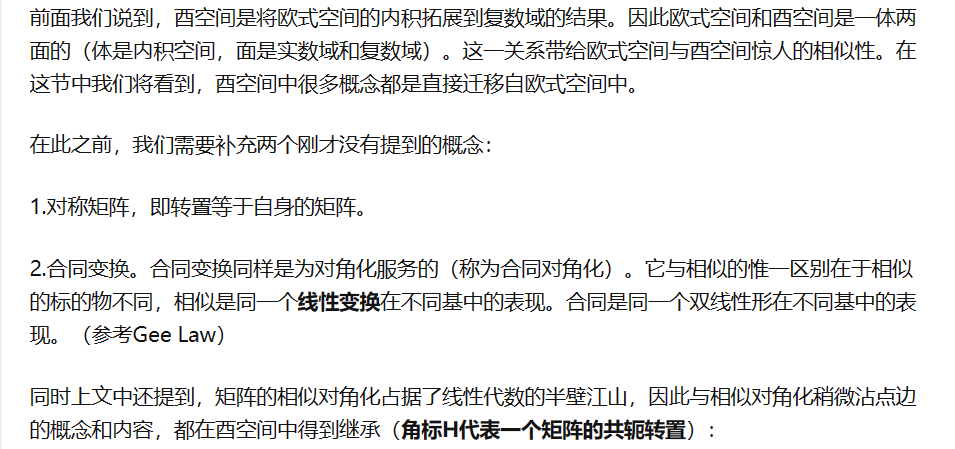 前面我们说到，酉空间是将欧式空间的内积拓展到复数域的结果。因此欧式空间和酉空间是一体两
面的（体是内积空间，面是实数域和复数域）。这一关系带给欧式空间与酉空间惊人的相似性。在
这节中我们将看到，酉空间中很多概念都是直接迁移自欧式空间中。
在此之前，我们需要补充两个刚才没有提到的概念：
1.对称矩阵，即转置等于自身的矩阵。
2.合同变换。合同变换同样是为对角化服务的（称为合同对角化）。它与相似的惟一区别在于相似
的标的物不同，相似是同一个线性变换在不同基中的表现。合同是同一个双线性形在不同基中的表
现。（参考Gee Law）
同时上文中还提到，矩阵的相似对角化占据了线性代数的半壁江山，因此与相似对角化稍微沾点边
的概念和内容，都在酉空间中得到继承（角标H代表一个矩阵的共轭转置）：